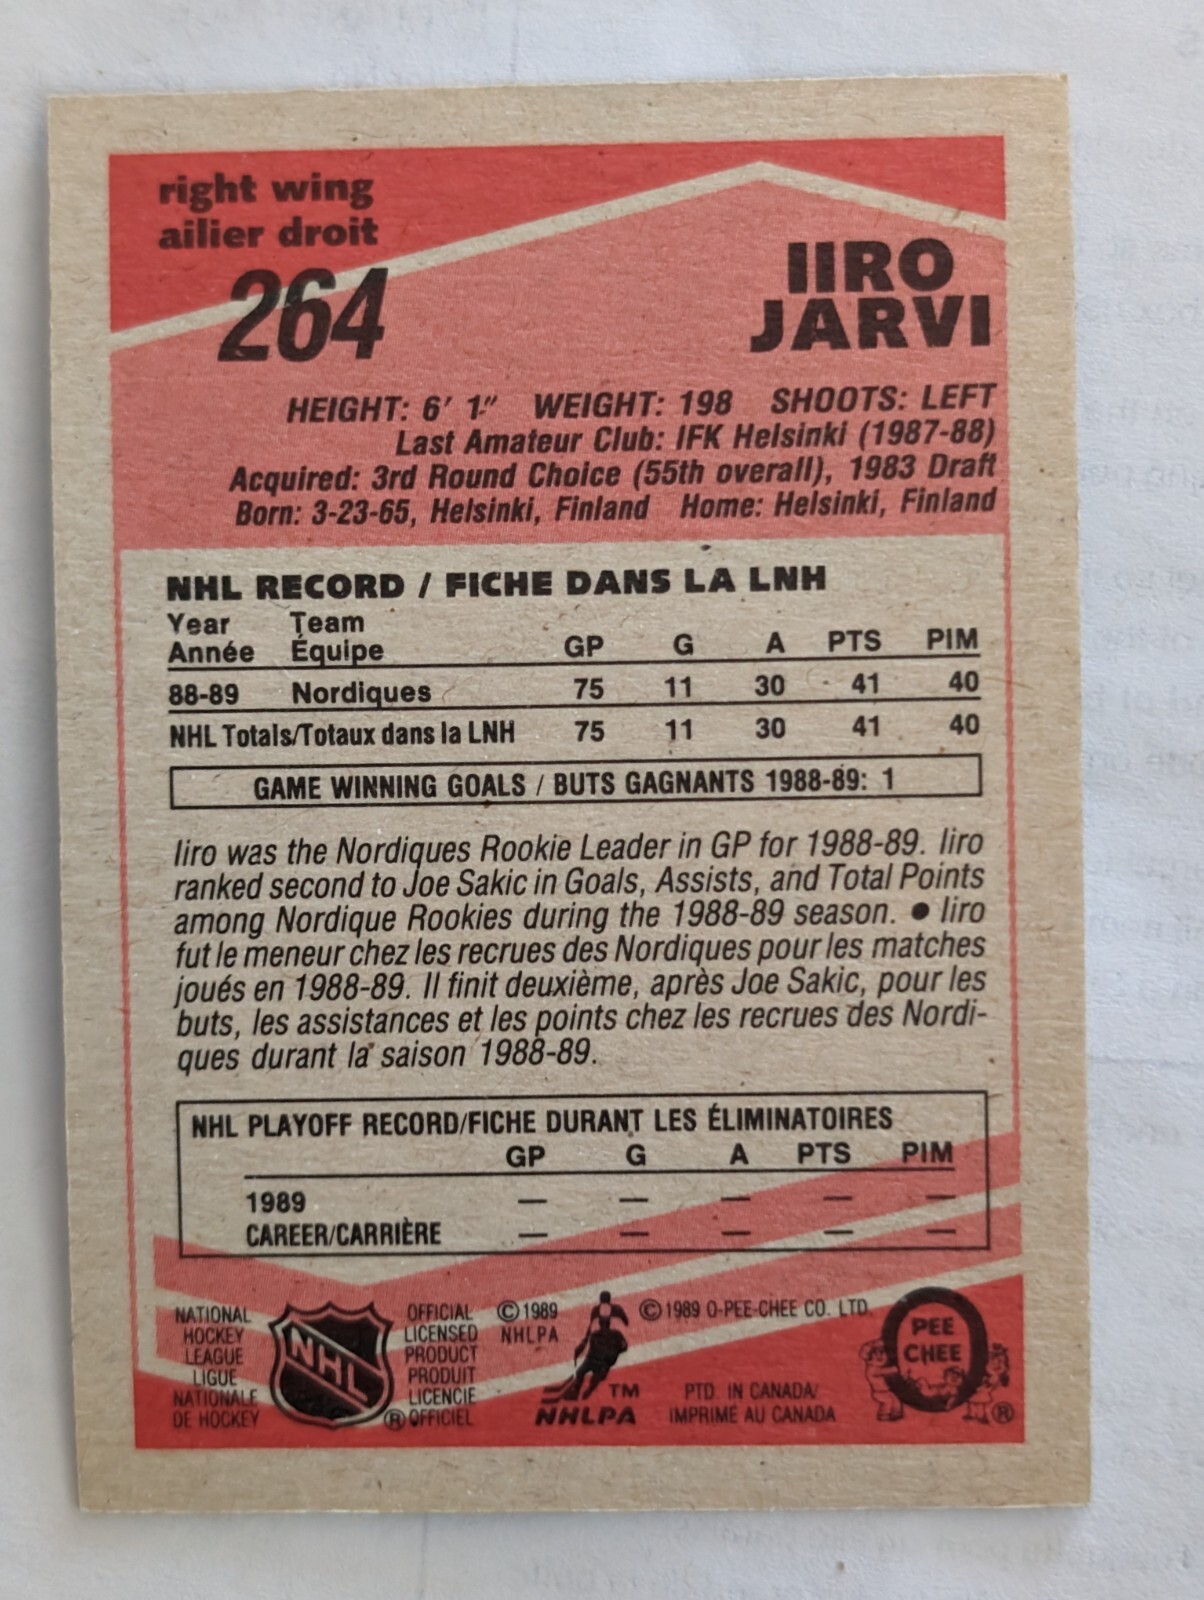 right wing
ailier droit
264
IIRO
JARVI
HEIGHT: 6' 1" WEIGHT: 198 SHOOTS: LEFT
Last Amateur Club: IFK Helsinki (1987-88)
Acquired: 3rd Round Choice (55th overall), 1983 Draft
Born: 3-23-65, Helsinki, Finland Home: Helsinki, Finland
NHL RECORD / FICHE DANS LA LNH
Year Team
Année Équipe GP G A PTS PIM
88-89 Nordiques 75 11 30 41 40
NHL Totals/Totaux dans la LNH 75 11 30 41 40
GAME WINNING GOALS / BUTS GAGNANTS 1988-89: 1
Iiro was the Nordiques Rookie Leader in GP for 1988-89. Iiro
ranked second to Joe Sakic in Goals, Assists, and Total Points
among Nordique Rookies during the 1988-89 season. ● Iiro
fut le meneur chez les recrues des Nordiques pour les matches
joués en 1988-89. Il finit deuxième, après Joe Sakic, pour les
buts, les assistances et les points chez les recrues des Nordi-
ques durant la saison 1988-89.
NHL PLAYOFF RECORD/FICHE DURANT LES ÉLIMINATOIRES
GP G A PTS PIM
1989 — — — — —
CAREER/CARRIÈRE — — — — —
NATIONAL
HOCKEY
LEAGUE
LIGUE
NATIONALE
DE HOCKEY
NHL
®
OFFICIAL
LICENSED
PRODUCT
PRODUIT
LICENCIE
OFFICIEL
© 1989
NHLPA
TM
NHLPA
© 1989 O-PEE-CHEE CO. LTD.
PTD. IN CANADA/
IMPRIMÉ AU CANADA
PEE
CHEE
®